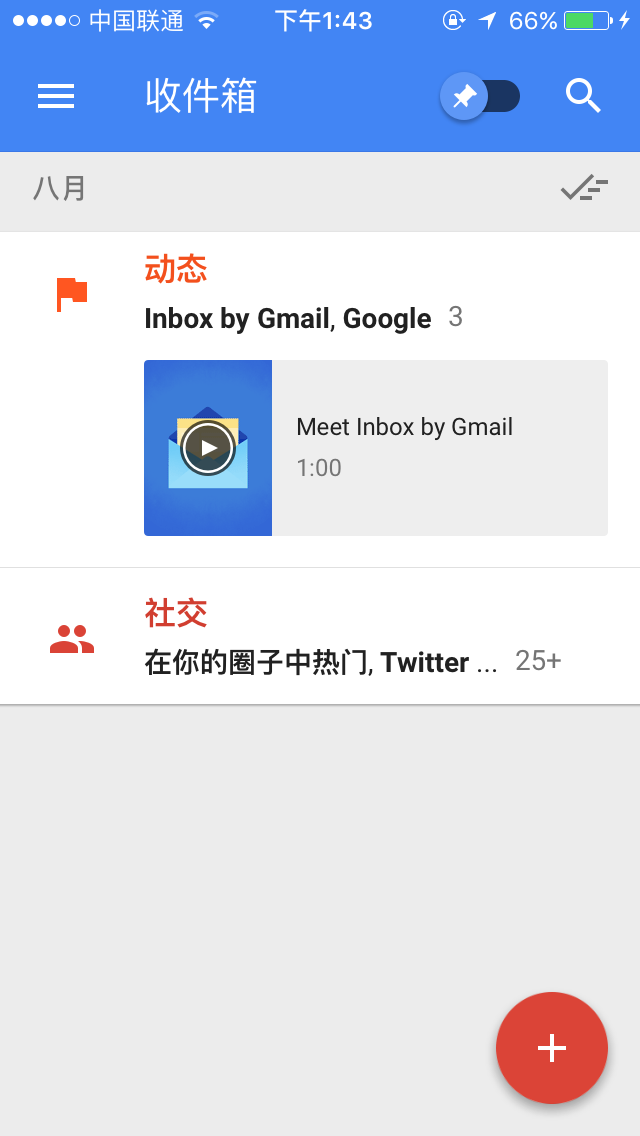 中国联通 下午1:43 66%
收件箱
八月
动态
Inbox by Gmail, Google 3
Meet Inbox by Gmail
1:00
社交
在你的圈子中热门, Twitter ... 25+